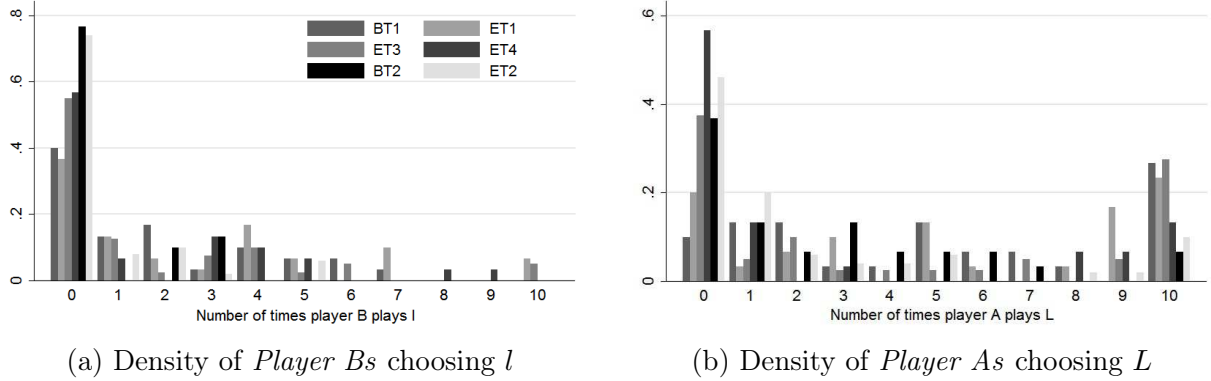 0 .2 .4 .6 .8
BT1 ET1
ET3 ET4
BT2 ET2
0 1 2 3 4 5 6 7 8 9 10
Number of times player B plays l
(a) Density of Player Bs choosing l
0 .2 .4 .6
0 1 2 3 4 5 6 7 8 9 10
Number of times player A plays L
(b) Density of Player As choosing L